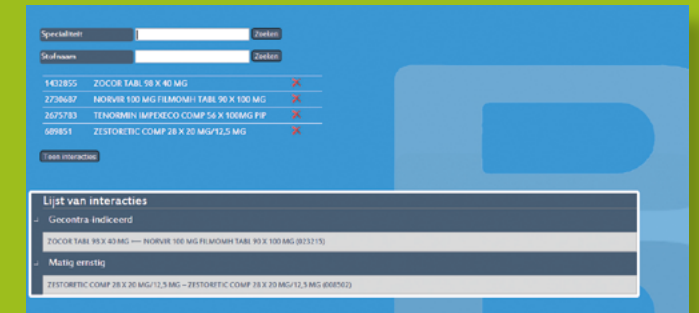 Specialiteit Zoeken
Stofnaam Zoeken
1432855 ZOCOR TABL 98 X 40 MG
2730687 NORVIR 100 MG FILMOMH TABL 90 X 100 MG
2675783 TENORMIN IMPEXECO COMP 56 X 100MG PIP
689851 ZESTORETIC COMP 28 X 20 MG/12,5 MG
Toon interacties
Lijst van interacties
Gecontra-indiceerd
ZOCOR TABL 98 X 40 MG ---- NORVIR 100 MG FILMOMH TABL 90 X 100 MG (023215)
Matig ernstig
ZESTORETIC COMP 28 X 20 MG/12,5 MG – ZESTORETIC COMP 28 X 20 MG/12,5 MG (008502)